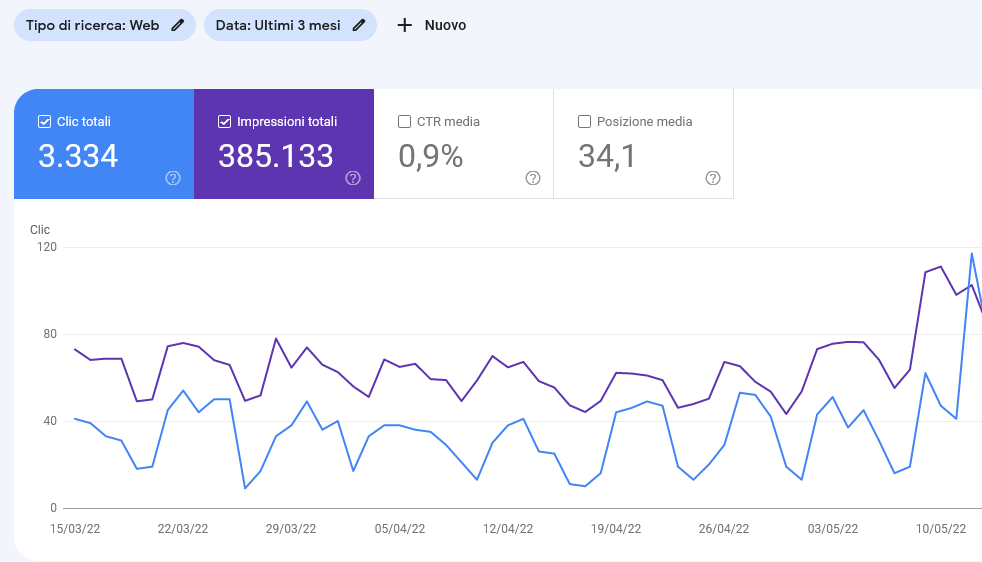 Tipo di ricerca: Web
Data: Ultimi 3 mesi
+ Nuovo
Clic totali
3.334
Impressioni totali
385.133
CTR media
0,9%
Posizione media
34,1
Clic
120
80
40
0
15/03/22
22/03/22
29/03/22
05/04/22
12/04/22
19/04/22
26/04/22
03/05/22
10/05/22